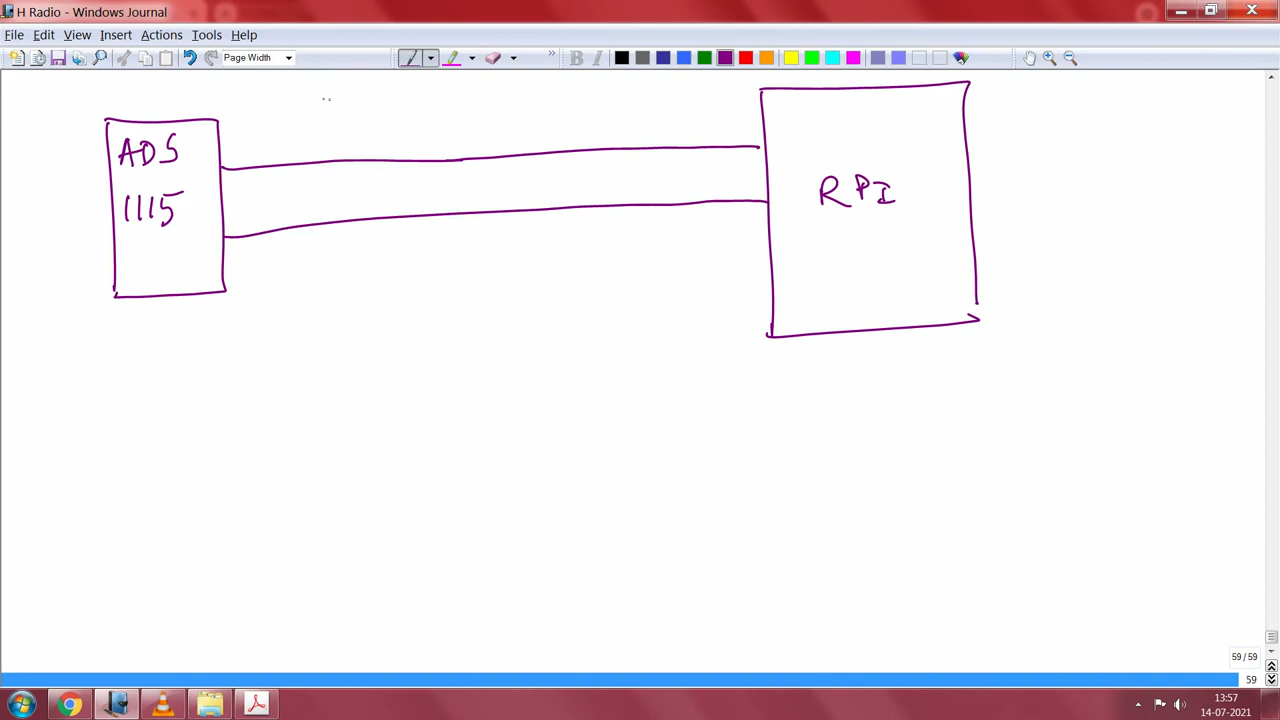 H Radio - Windows Journal
File Edit View Insert Actions Tools Help
Page Width
B I
ADS
1115
RPI
59 / 59
59
13:57
14-07-2021